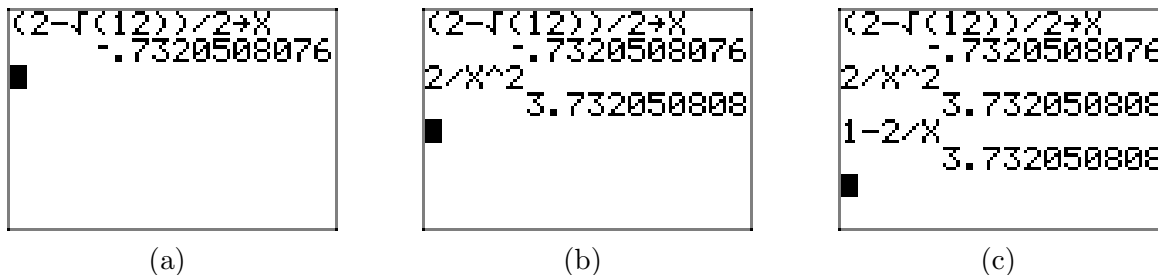 (2-√(12))/2→X
-.7320508076
(2-√(12))/2→X
-.7320508076
2/X^2
3.732050808
(2-√(12))/2→X
-.7320508076
2/X^2
3.732050808
1-2/X
3.732050808
(a)
(b)
(c)